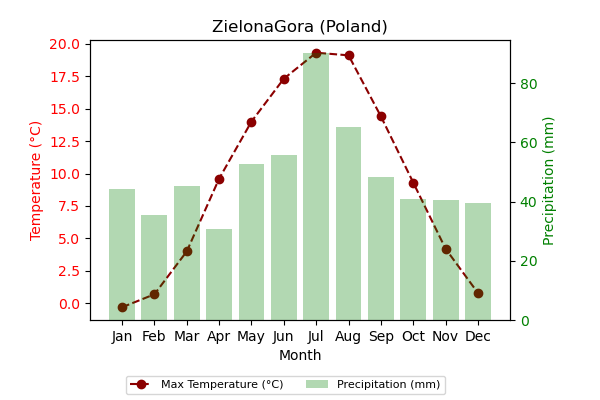 ZielonaGora (Poland)
20.0
17.5
15.0
12.5
10.0
7.5
5.0
2.5
0.0
Temperature (°C)
80
60
40
20
0
Precipitation (mm)
Jan Feb Mar Apr May Jun Jul Aug Sep Oct Nov Dec
Month
Max Temperature (°C) Precipitation (mm)